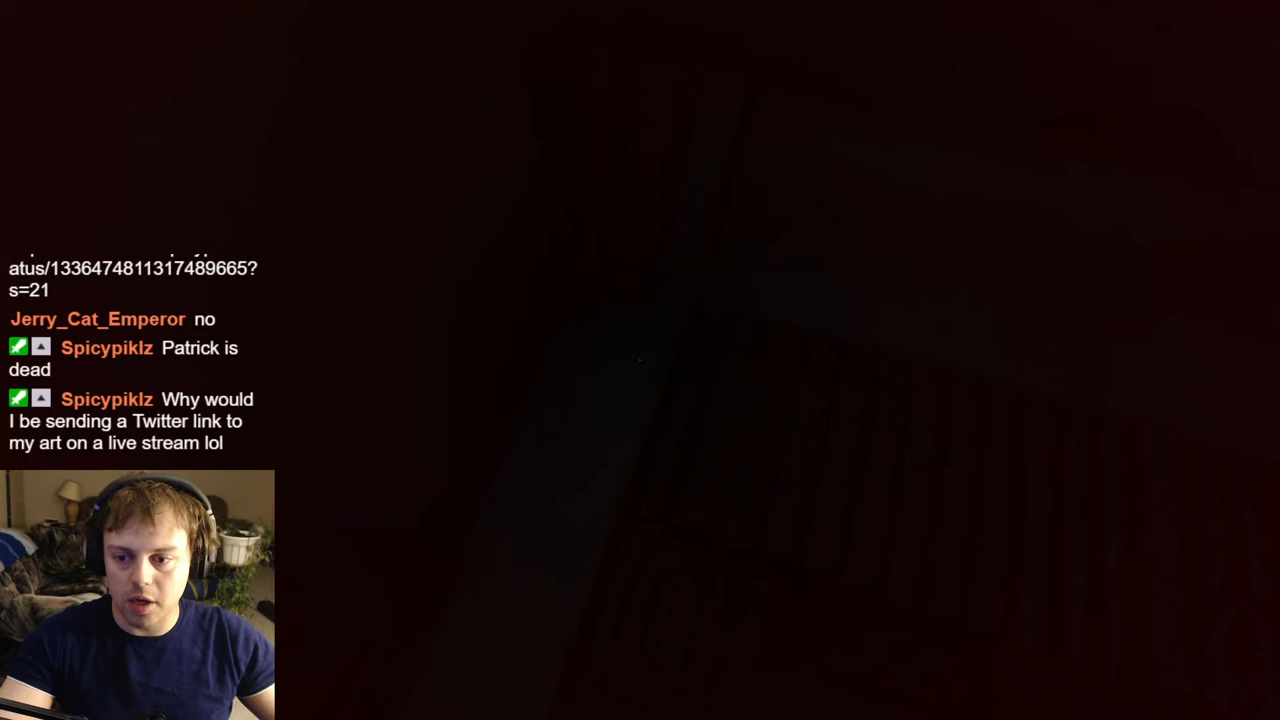 atus/1336474811317489665?
s=21
Jerry_Cat_Emperor no
Spicypiklz Patrick is
dead
Spicypiklz Why would
I be sending a Twitter link to
my art on a live stream lol